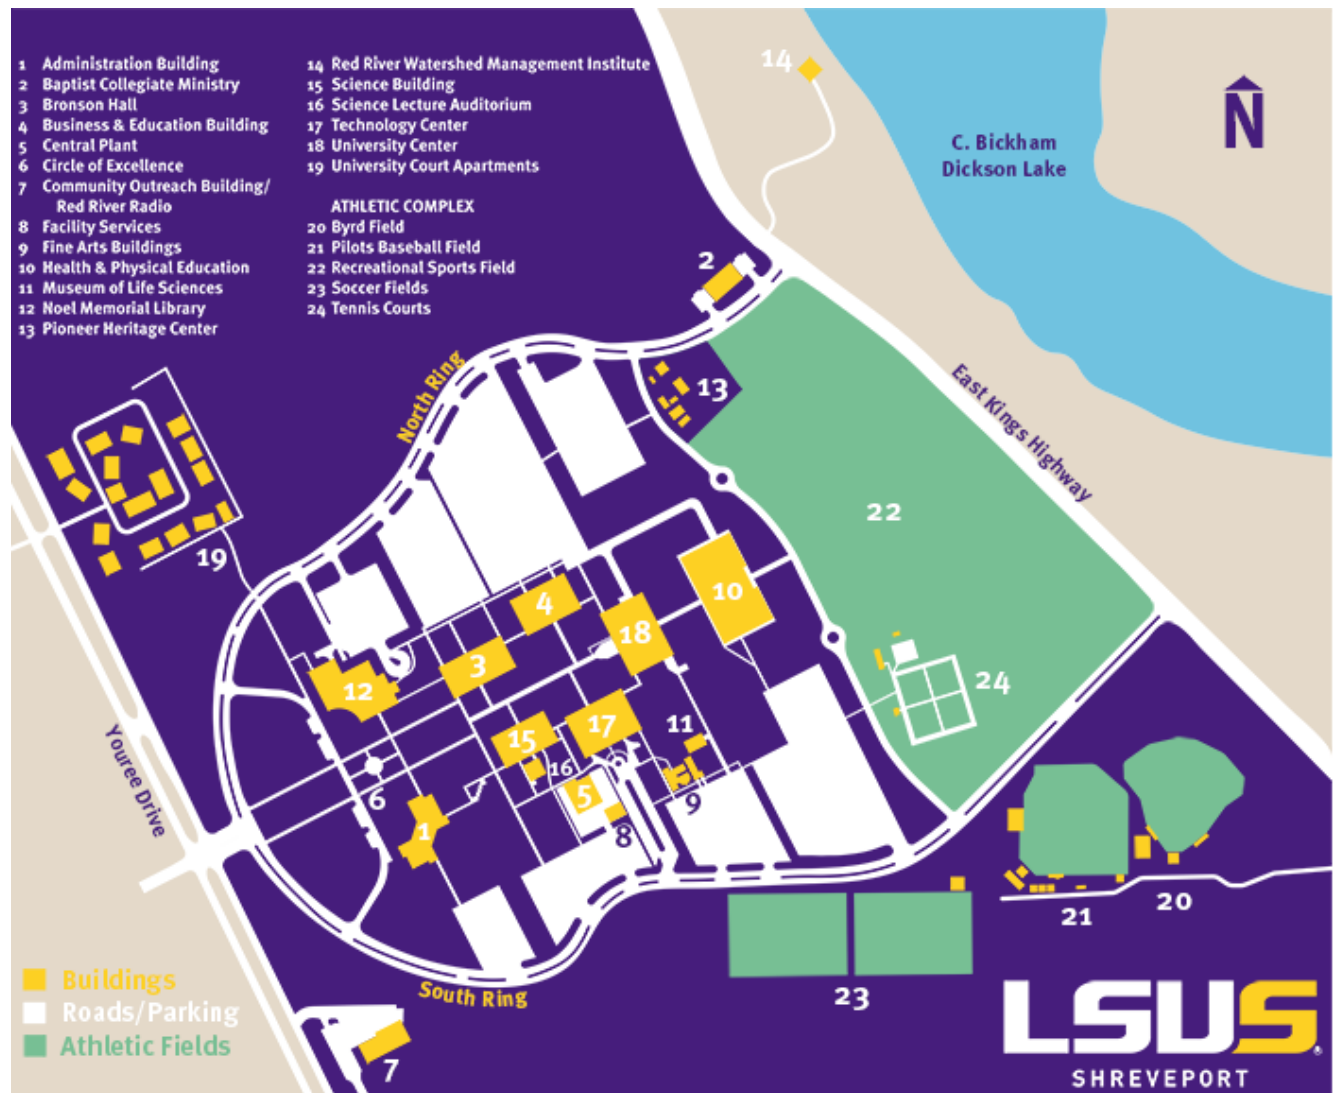 1 Administration Building
2 Baptist Collegiate Ministry
3 Bronson Hall
4 Business & Education Building
5 Central Plant
6 Circle of Excellence
7 Community Outreach Building/
Red River Radio
8 Facility Services
9 Fine Arts Buildings
10 Health & Physical Education
11 Museum of Life Sciences
12 Noel Memorial Library
13 Pioneer Heritage Center
14 Red River Watershed Management Institute
15 Science Building
16 Science Lecture Auditorium
17 Technology Center
18 University Center
19 University Court Apartments
ATHLETIC COMPLEX
20 Byrd Field
21 Pilots Baseball Field
22 Recreational Sports Field
23 Soccer Fields
24 Tennis Courts
14
N
C. Bickham
Dickson Lake
2
North Ring
13
East Kings Highway
22
19
10
4
18
3
12
24
11
17
15
16
Youree Drive
6
5
9
1
8
20
21
23
South Ring
7
Buildings
Roads/Parking
Athletic Fields
LSUS®
SHREVEPORT